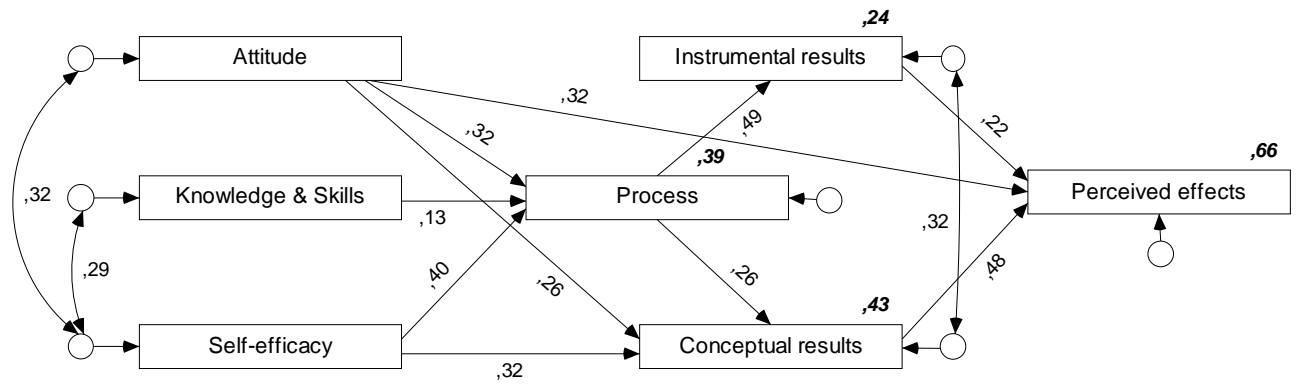 ,24
Attitude
Instrumental results
,32
,32
,49
,22
,39
,66
Knowledge & Skills
Process
Perceived effects
,32
,13
,32
,29
,40
,26
,26
,48
,43
Self-efficacy
Conceptual results
,32